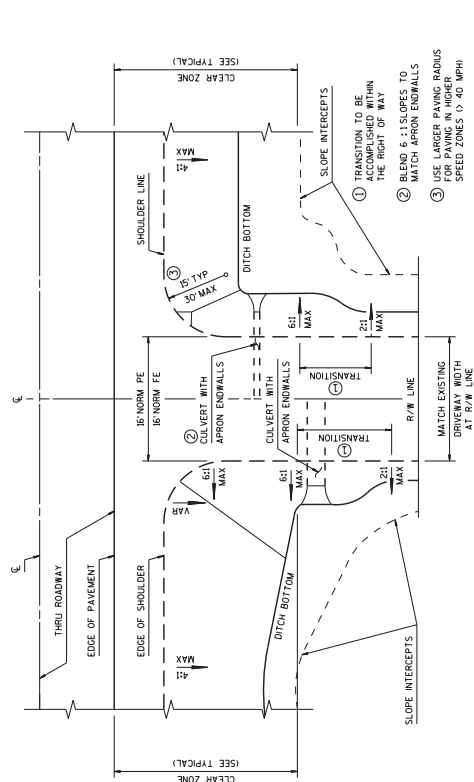 ℄
℄
THRU ROADWAY
EDGE OF PAVEMENT
EDGE OF SHOULDER
SHOULDER LINE
CLEAR ZONE
(SEE TYPICAL)
CLEAR ZONE
(SEE TYPICAL)
4:1
MAX
4:1
MAX
16' NORM PE
16' NORM FE
15' TYP
30' MAX
③
VAR
② CULVERT WITH
APRON ENDWALLS
CULVERT WITH
APRON ENDWALLS
6:1
MAX
6:1
MAX
6:1
MAX
2:1
MAX
2:1
MAX
TRANSITION
①
TRANSITION
①
DITCH BOTTOM
DITCH BOTTOM
SLOPE INTERCEPTS
SLOPE INTERCEPTS
R/W LINE
MATCH EXISTING
DRIVEWAY WIDTH
AT R/W LINE
① TRANSITION TO BE
ACCOMPLISHED WITHIN
THE RIGHT OF WAY
② BLEND 6 :1 SLOPES TO
MATCH APRON ENDWALLS
③ USE LARGER PAVING RADIUS
FOR PAVING IN HIGHER
SPEED ZONES (> 40 MPH)